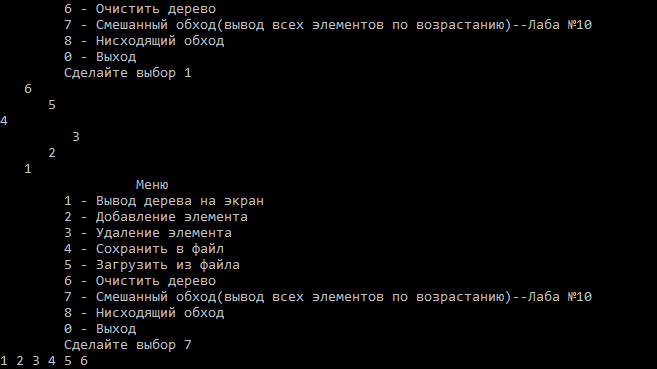 6 - Очистить дерево
7 - Смешанный обход(вывод всех элементов по возрастанию)--Лаба №10
8 - Нисходящий обход
0 - Выход
Сделайте выбор 1
6
5
4
3
2
1
Меню
1 - Вывод дерева на экран
2 - Добавление элемента
3 - Удаление элемента
4 - Сохранить в файл
5 - Загрузить из файла
6 - Очистить дерево
7 - Смешанный обход(вывод всех элементов по возрастанию)--Лаба №10
8 - Нисходящий обход
0 - Выход
Сделайте выбор 7
1 2 3 4 5 6